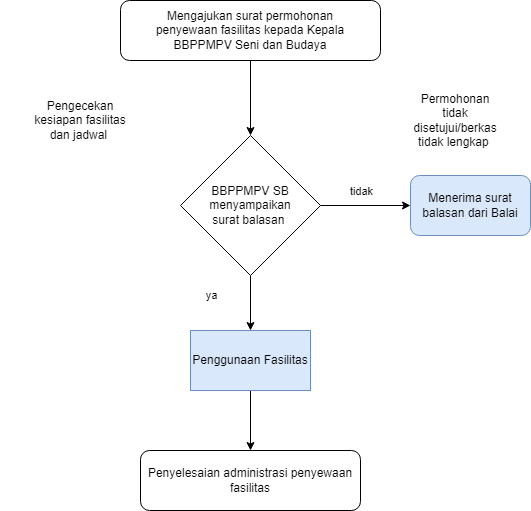 Mengajukan surat permohonan
penyewaan fasilitas kepada Kepala
BBPPMPV Seni dan Budaya
Pengecekan
kesiapan fasilitas
dan jadwal
Permohonan
tidak
disetujui/berkas
tidak lengkap
BBPPMPV SB
menyampaikan
surat balasan
tidak
Menerima surat
balasan dari Balai
ya
Penggunaan Fasilitas
Penyelesaian administrasi penyewaan
fasilitas